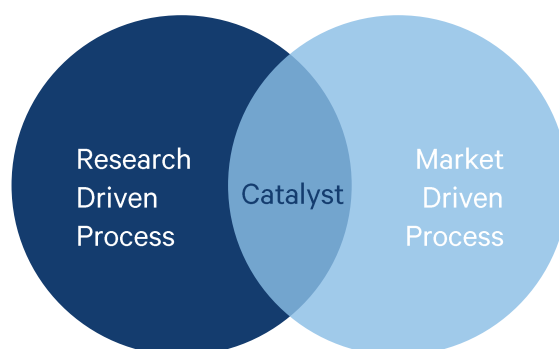 Research
Driven
Process
Catalyst
Market
Driven
Process